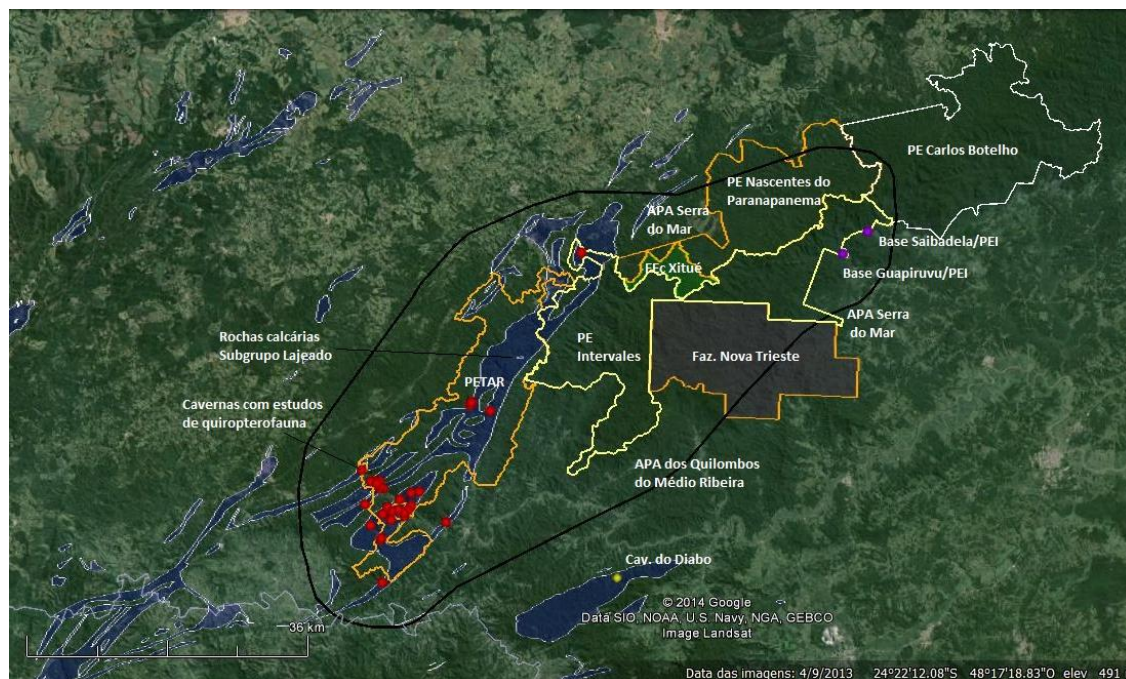 PE Carlos Botelho
PE Nascentes do
Paranapanema
APA Serra
do Mar
Base Saibadela/PEI
EEc Xitué
Base Guapiruvu/PEI
APA Serra
do Mar
Rochas calcárias
Subgrupo Lajeado
PE
Intervales
Faz. Nova Trieste
PETAR
Cavernas com estudos
de quiropterofauna
APA dos Quilombos
do Médio Ribeira
Cav. do Diabo
© 2014 Google
Data SIO, NOAA, U.S. Navy, NGA, GEBCO
Image Landsat
36 km
Data das imagens: 4/9/2013 24°22'12.08"S 48°17'18.83"O elev 491